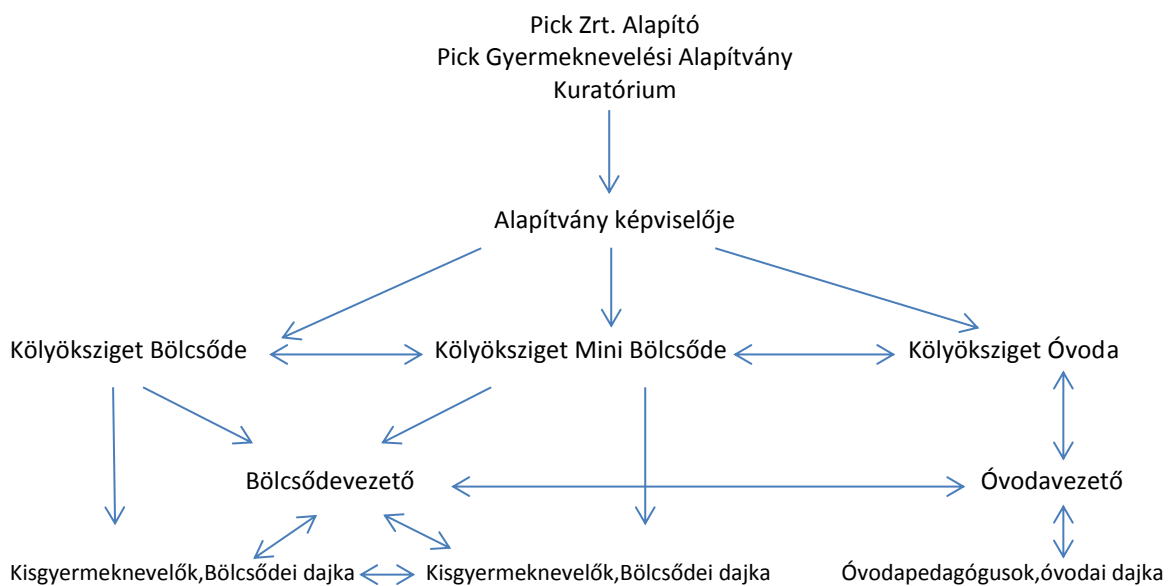 Pick Zrt. Alapító
Pick Gyermeknevelési Alapítvány
Kuratórium
Alapítvány képviselője
Kölyöksziget Bölcsőde
Kölyöksziget Mini Bölcsőde
Kölyöksziget Óvoda
Bölcsődevezető
Óvodavezető
Kisgyermeknevelők,Bölcsődei dajka
Kisgyermeknevelők,Bölcsődei dajka
Óvodapedagógusok,óvodai dajka